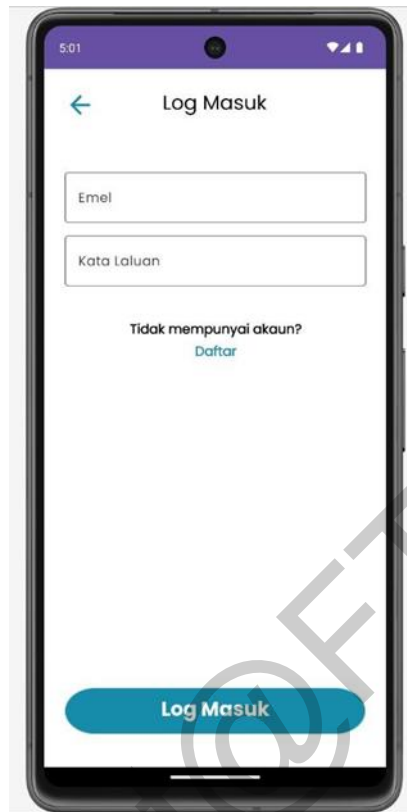 5:01
Log Masuk
Emel
Kata Laluan
Tidak mempunyai akaun?
Daftar
Log Masuk